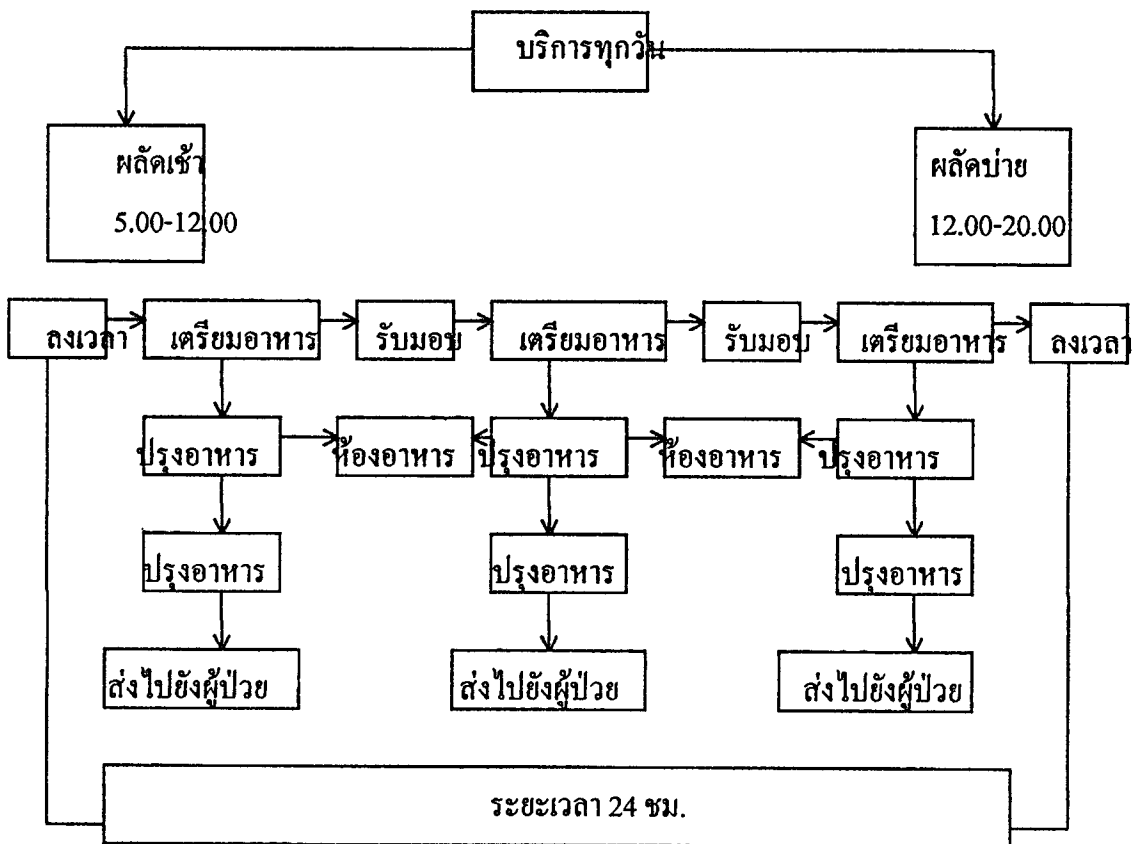 บริการทุกวัน
ผลัดเช้า
5.00-12.00
ผลัดบ่าย
12.00-20.00
ลงเวลา
เตรียมอาหาร
รับมอบ
เตรียมอาหาร
รับมอบ
เตรียมอาหาร
ลงเวลา
ปรุงอาหาร
ห้องอาหาร
ปรุงอาหาร
ห้องอาหาร
ปรุงอาหาร
ปรุงอาหาร
ปรุงอาหาร
ปรุงอาหาร
ส่งไปยังผู้ป่วย
ส่งไปยังผู้ป่วย
ส่งไปยังผู้ป่วย
ระยะเวลา 24 ชม.